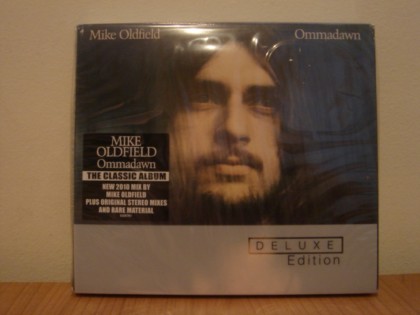 Mike Oldfield Ommadawn
MIKE
OLDFIELD
Ommadawn
THE CLASSIC ALBUM
NEW 2010 MIX BY
MIKE OLDFIELD
PLUS ORIGINAL STEREO MIXES
AND RARE MATERIAL
DELUXE
Edition